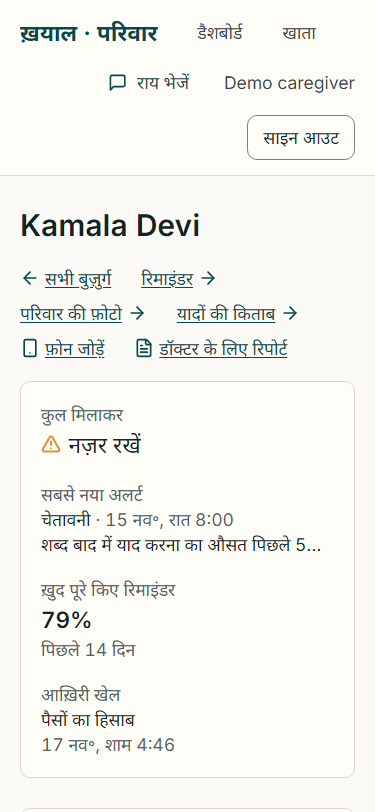 ख़याल · परिवार
डैशबोर्ड
खाता
राय भेजें
Demo caregiver
साइन आउट
Kamala Devi
← सभी बुज़ुर्ग
रिमाइंडर →
परिवार की फ़ोटो →
यादों की किताब →
फ़ोन जोड़ें
डॉक्टर के लिए रिपोर्ट
कुल मिलाकर
नज़र रखें
सबसे नया अलर्ट
चेतावनी · 15 नव॰, रात 8:00
शब्द बाद में याद करना का औसत पिछले 5…
ख़ुद पूरे किए रिमाइंडर
79%
पिछले 14 दिन
आख़िरी खेल
पैसों का हिसाब
17 नव॰, शाम 4:46